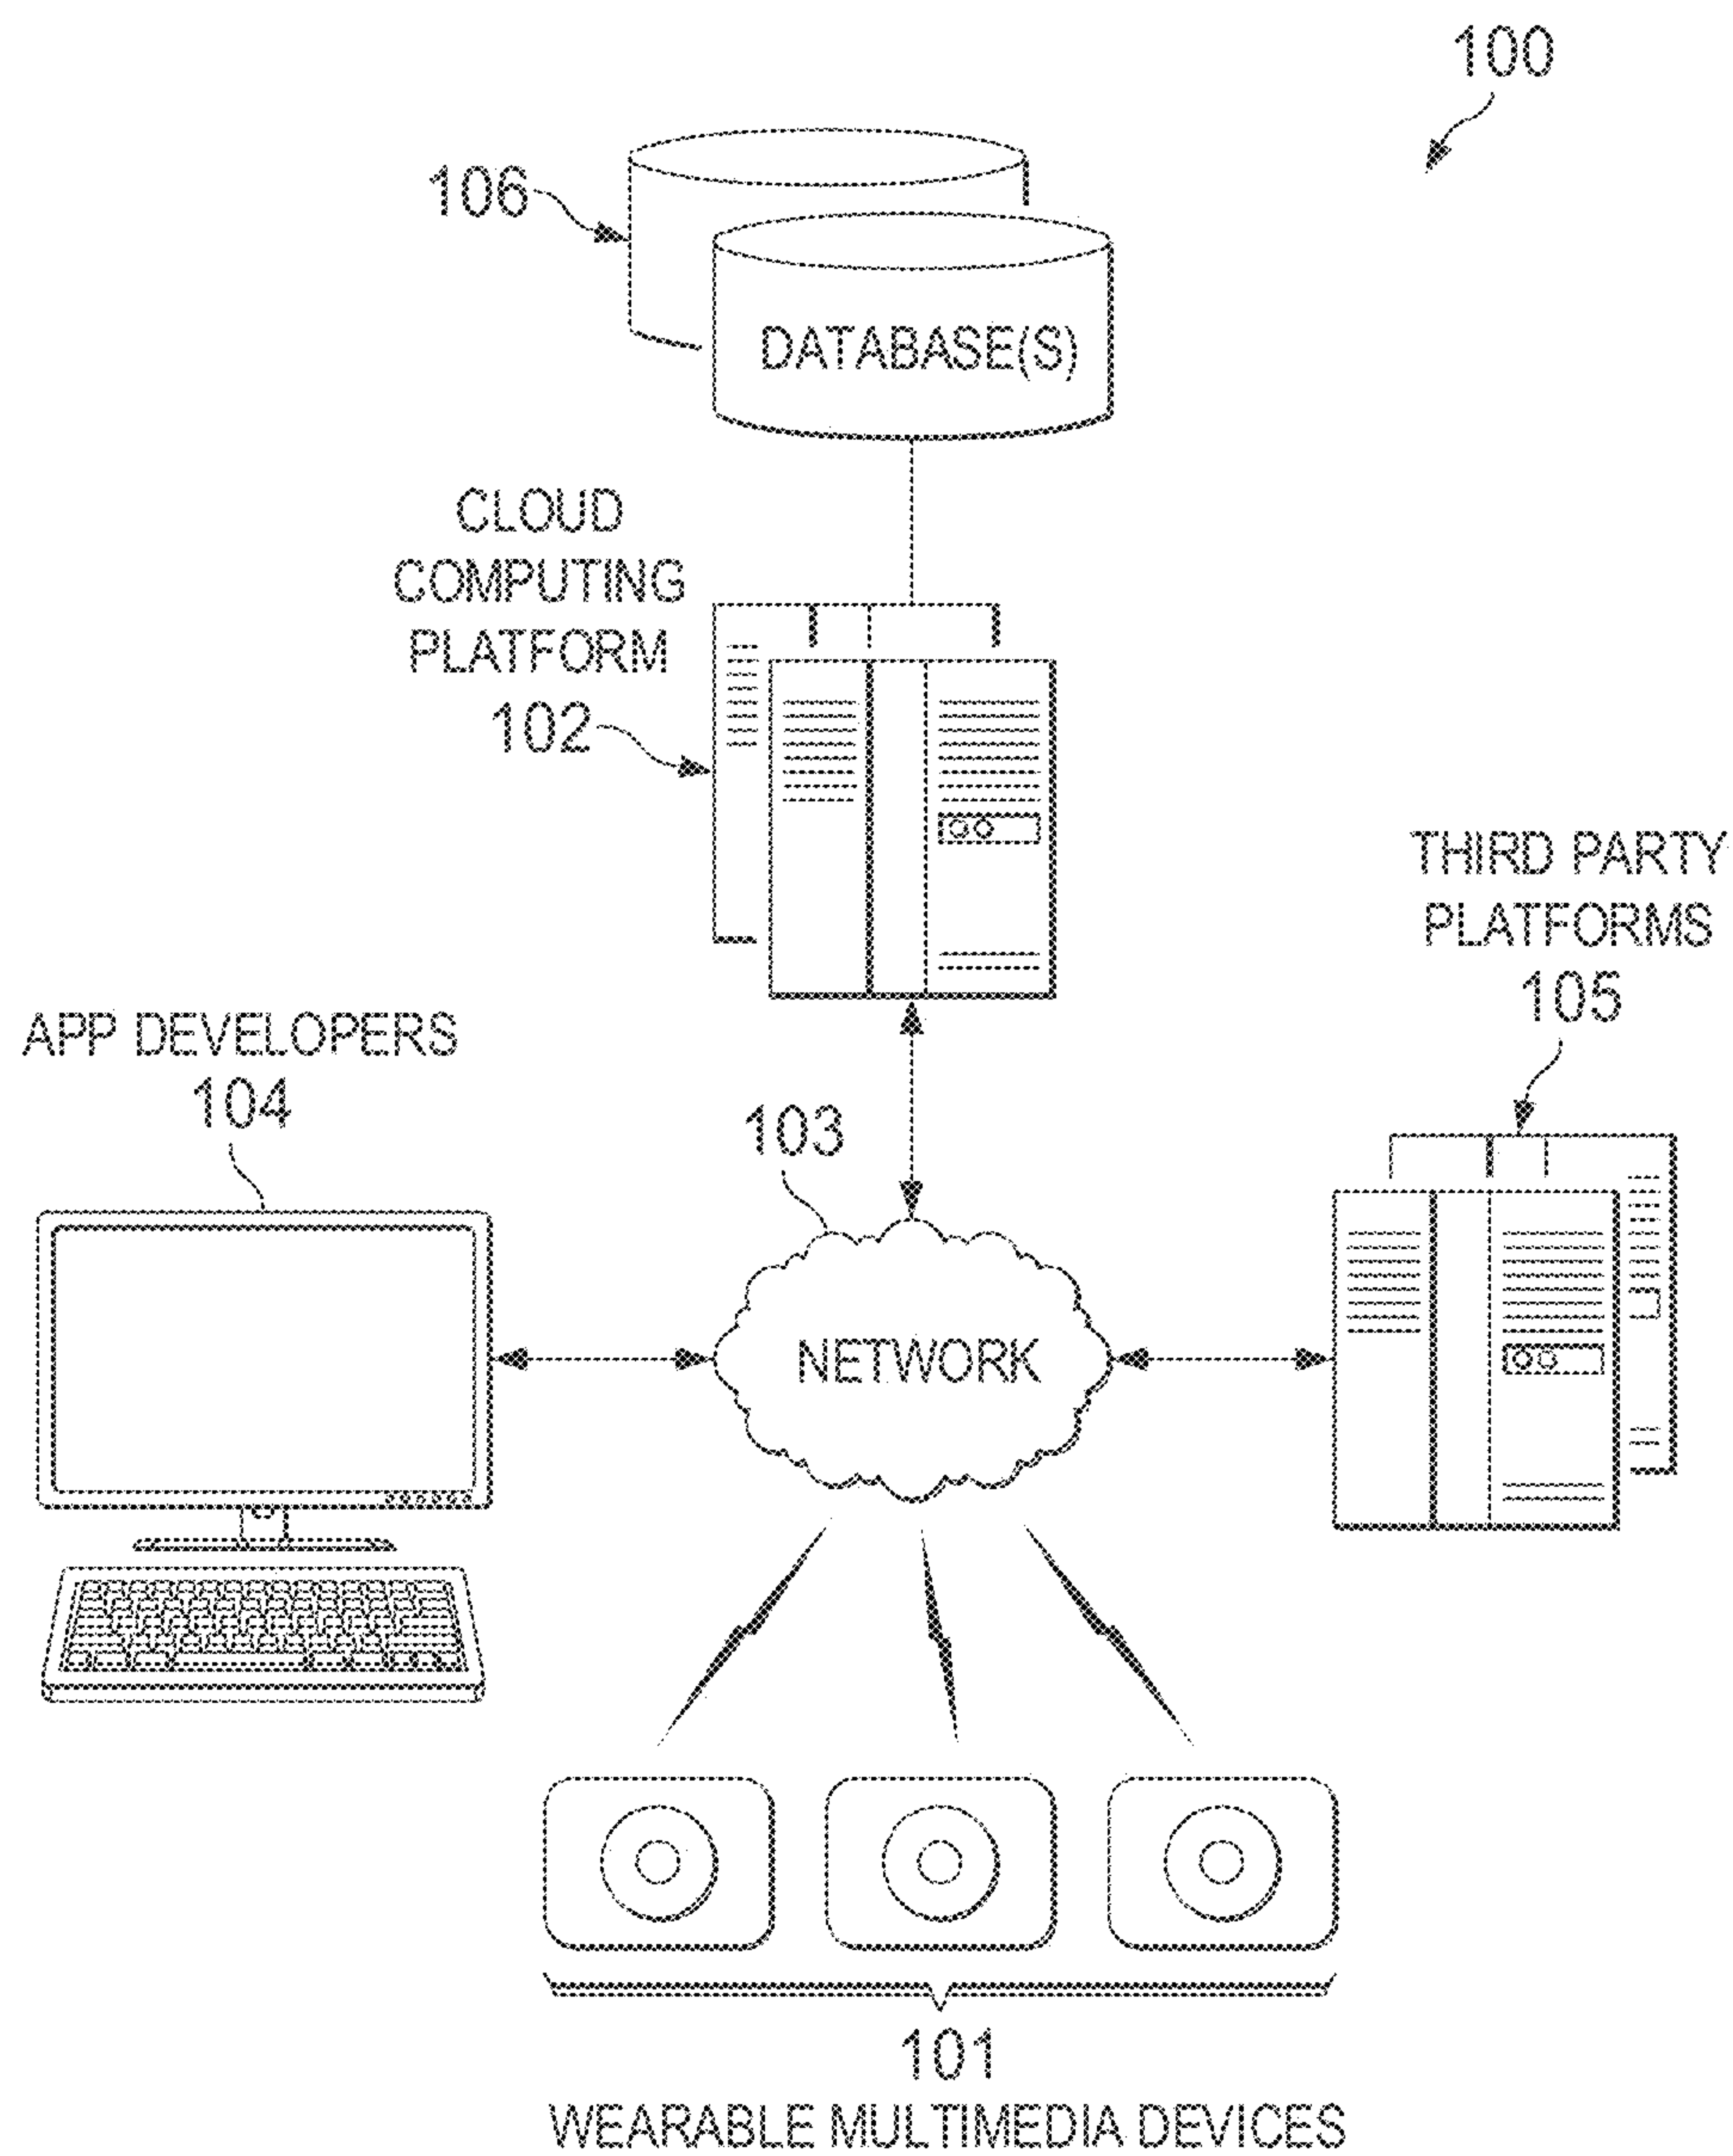 100
106
DATABASE(S)
CLOUD
COMPUTING
PLATFORM
102
THIRD PARTY
PLATFORMS
105
APP DEVELOPERS
104
103
NETWORK
101
WEARABLE MULTIMEDIA DEVICES